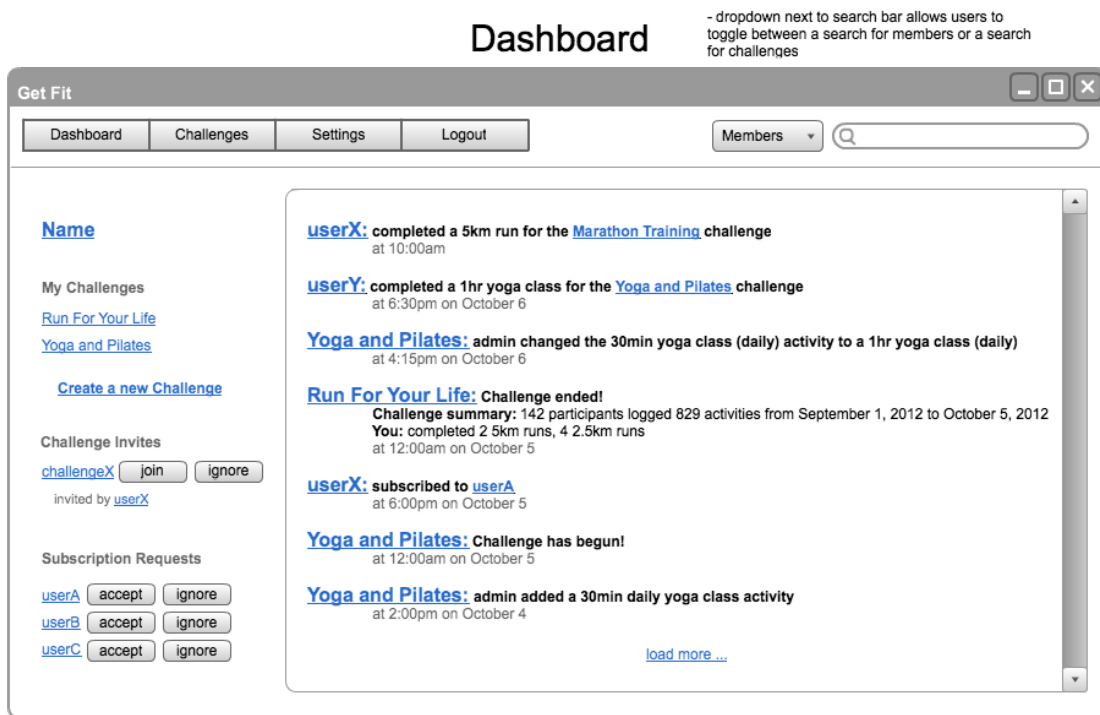 Dashboard
- dropdown next to search bar allows users to
toggle between a search for members or a search
for challenges
Get Fit
Dashboard
Challenges
Settings
Logout
Members
Name
My Challenges
Run For Your Life
Yoga and Pilates
Create a new Challenge
Challenge Invites
challengeX join ignore
invited by userX
Subscription Requests
userA accept ignore
userB accept ignore
userC accept ignore
userX: completed a 5km run for the Marathon Training challenge
at 10:00am
userY: completed a 1hr yoga class for the Yoga and Pilates challenge
at 6:30pm on October 6
Yoga and Pilates: admin changed the 30min yoga class (daily) activity to a 1hr yoga class (daily)
at 4:15pm on October 6
Run For Your Life: Challenge ended!
Challenge summary: 142 participants logged 829 activities from September 1, 2012 to October 5, 2012
You: completed 2 5km runs, 4 2.5km runs
at 12:00am on October 5
userX: subscribed to userA
at 6:00pm on October 5
Yoga and Pilates: Challenge has begun!
at 12:00am on October 5
Yoga and Pilates: admin added a 30min daily yoga class activity
at 2:00pm on October 4
load more ...